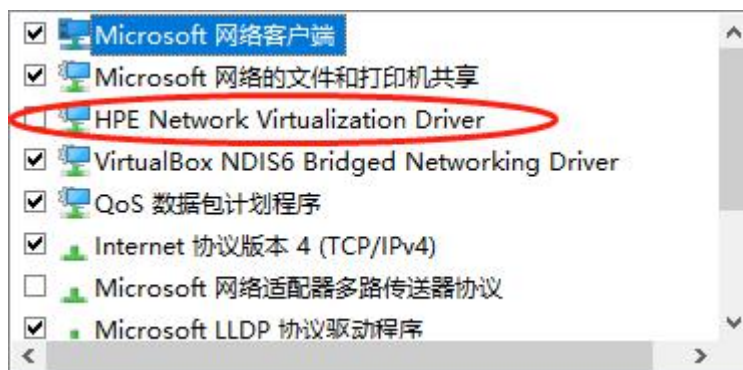 Microsoft 网络客户端
Microsoft 网络的文件和打印机共享
HPE Network Virtualization Driver
VirtualBox NDIS6 Bridged Networking Driver
QoS 数据包计划程序
Internet 协议版本 4 (TCP/IPv4)
Microsoft 网络适配器多路传送器协议
Microsoft LLDP 协议驱动程序